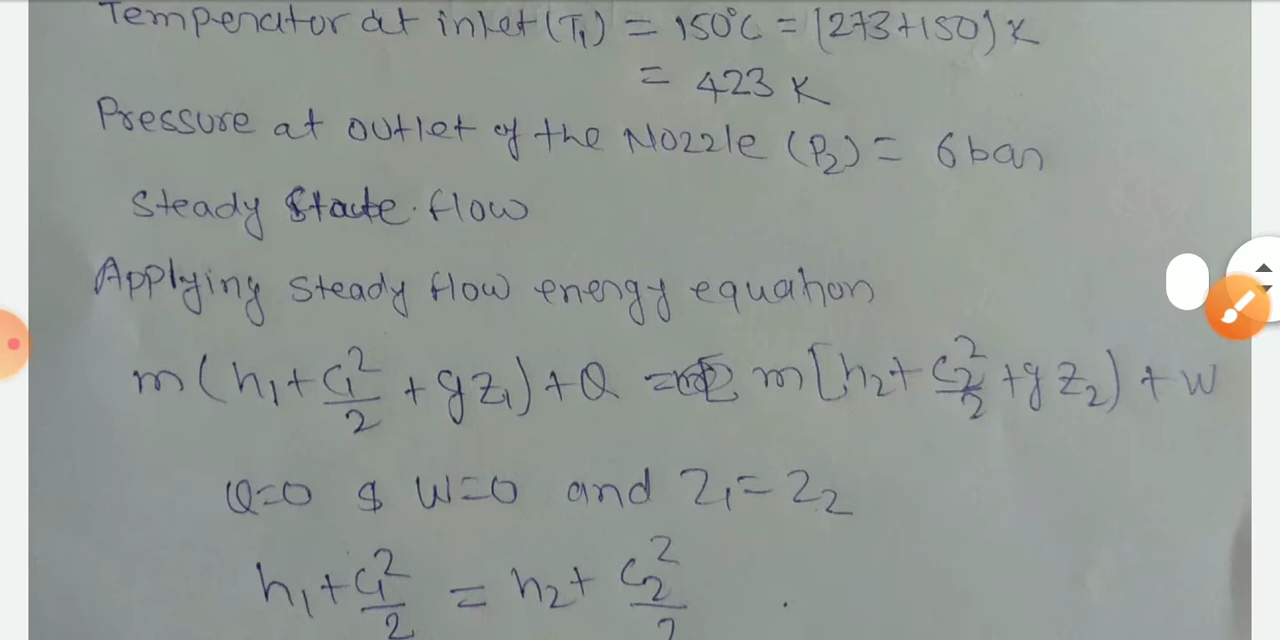 Temperator at inlet (T₁) = 150°C = (273+150) K
= 423 K
Pressure at outlet of the Nozzle (P₂) = 6 bar
Steady State flow
Applying steady flow energy equation
m(h₁ + C₁²/2 + gz₁) + Q = m[h₂ + C₂²/2 + gz₂) + W
Q=0 & W=0 and Z₁=Z₂
h₁ + C₁²/2 = h₂ + C₂²/2